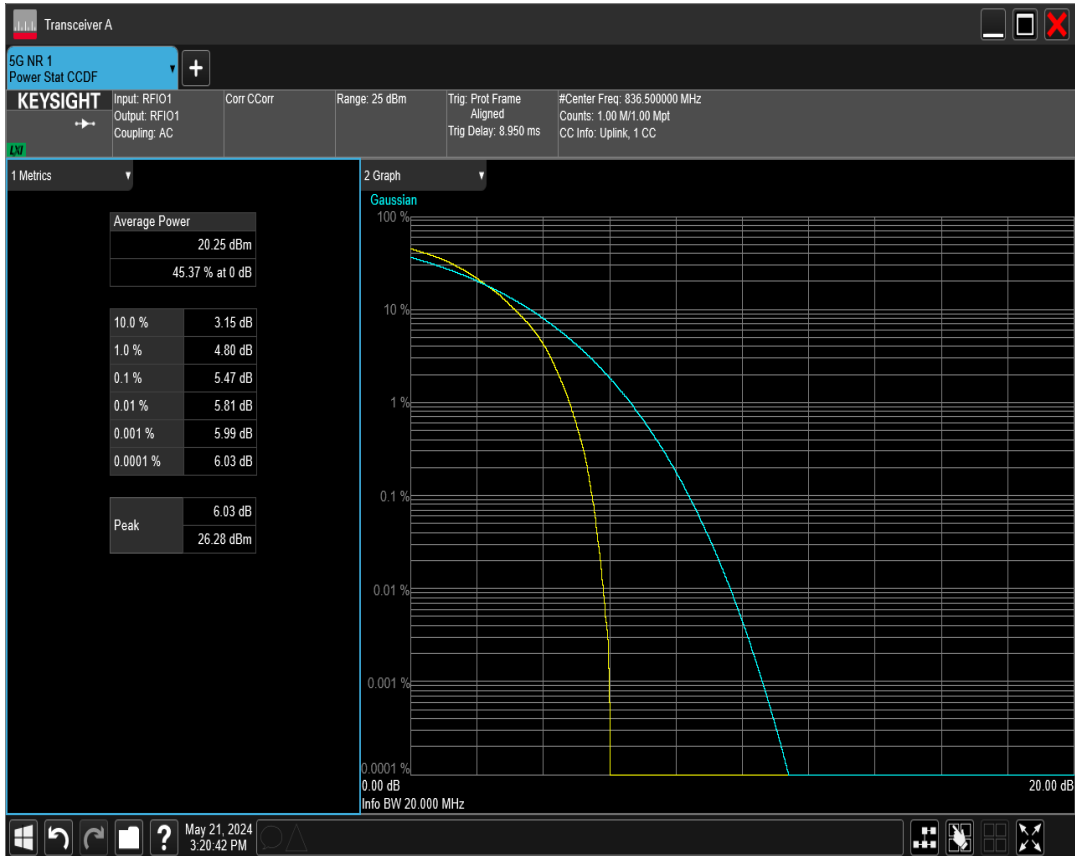 Transceiver A
5G NR 1
Power Stat CCDF
KEYSIGHT
LXI
Input: RFIO1
Output: RFIO1
Coupling: AC
Corr CCorr
Range: 25 dBm
Trig: Prot Frame
Aligned
Trig Delay: 8.950 ms
#Center Freq: 836.500000 MHz
Counts: 1.00 M/1.00 Mpt
CC Info: Uplink, 1 CC
1 Metrics
Average Power
20.25 dBm
45.37 % at 0 dB
10.0 % 3.15 dB
1.0 % 4.80 dB
0.1 % 5.47 dB
0.01 % 5.81 dB
0.001 % 5.99 dB
0.0001 % 6.03 dB
Peak
6.03 dB
26.28 dBm
2 Graph
Gaussian
100 %
10 %
1 %
0.1 %
0.01 %
0.001 %
0.0001 %
0.00 dB 20.00 dB
Info BW 20.000 MHz
?
May 21, 2024
3:20:42 PM